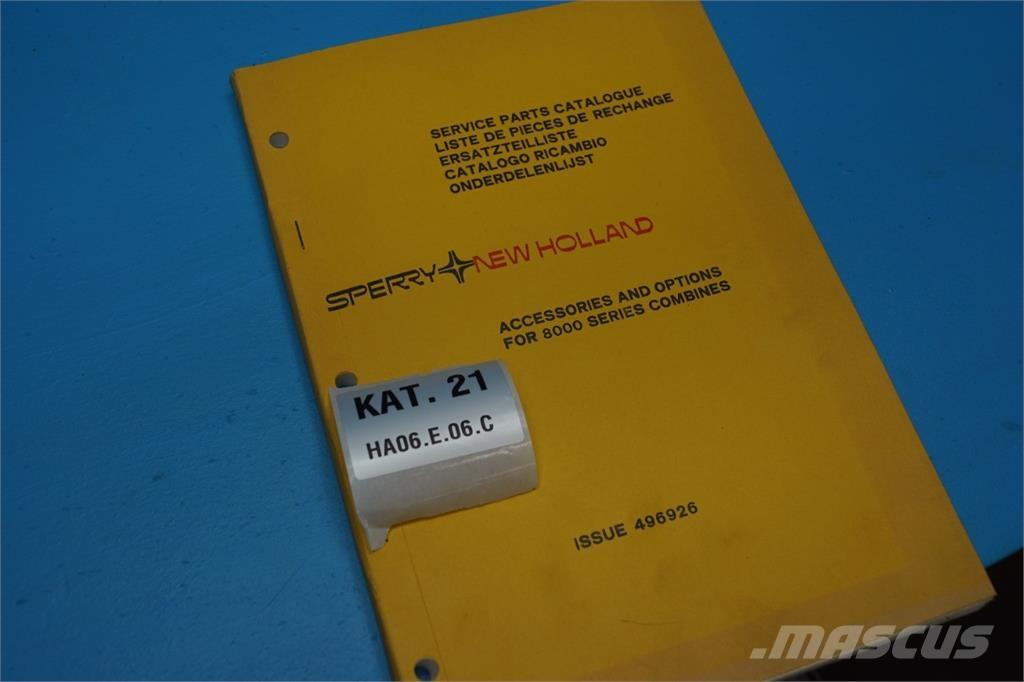 SERVICE PARTS CATALOGUE
LISTE DE PIECES DE RECHANGE
ERSATZTEILLISTE
CATALOGO RICAMBIO
ONDERDELENLIJST
SPERRY NEW HOLLAND
ACCESSORIES AND OPTIONS
FOR 8000 SERIES COMBINES
KAT. 21
HA06.E.06.C
ISSUE 496926
.MASCUS